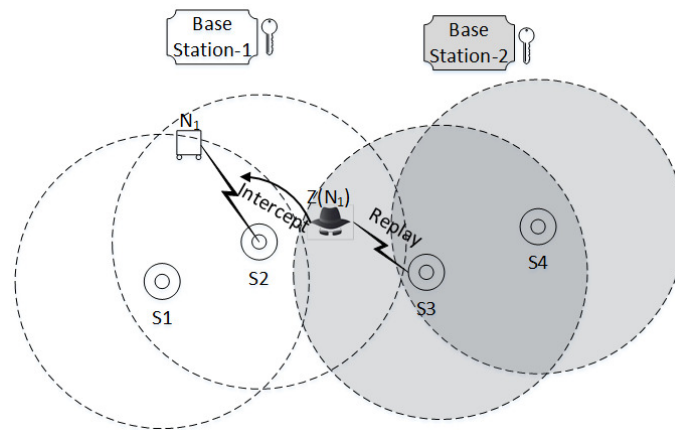 Base
Station-1
Base
Station-2
N1
Z(N1)
Intercept
Replay
S2
S4
S1
S3